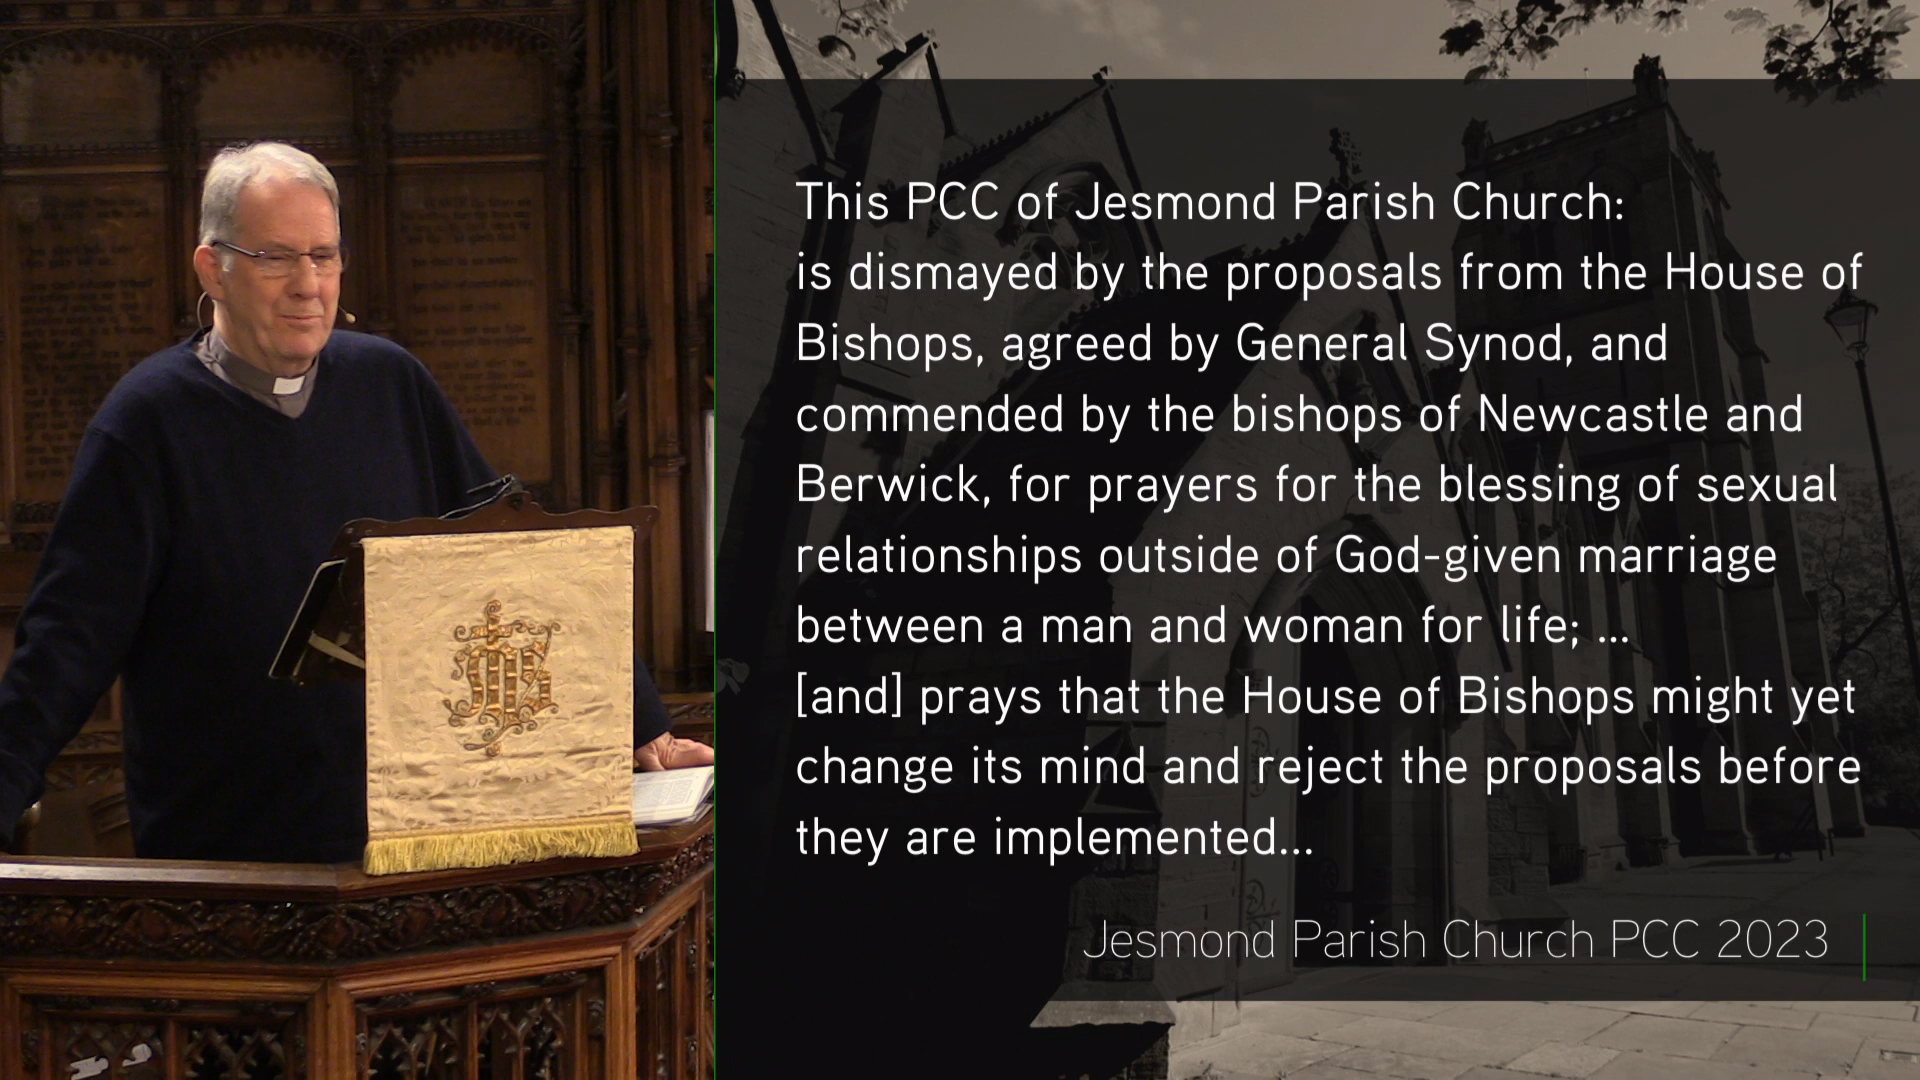 This PCC of Jesmond Parish Church:
is dismayed by the proposals from the House of
Bishops, agreed by General Synod, and
commended by the bishops of Newcastle and
Berwick, for prayers for the blessing of sexual
relationships outside of God-given marriage
between a man and woman for life; ...
[and] prays that the House of Bishops might yet
change its mind and reject the proposals before
they are implemented...
Jesmond Parish Church PCC 2023